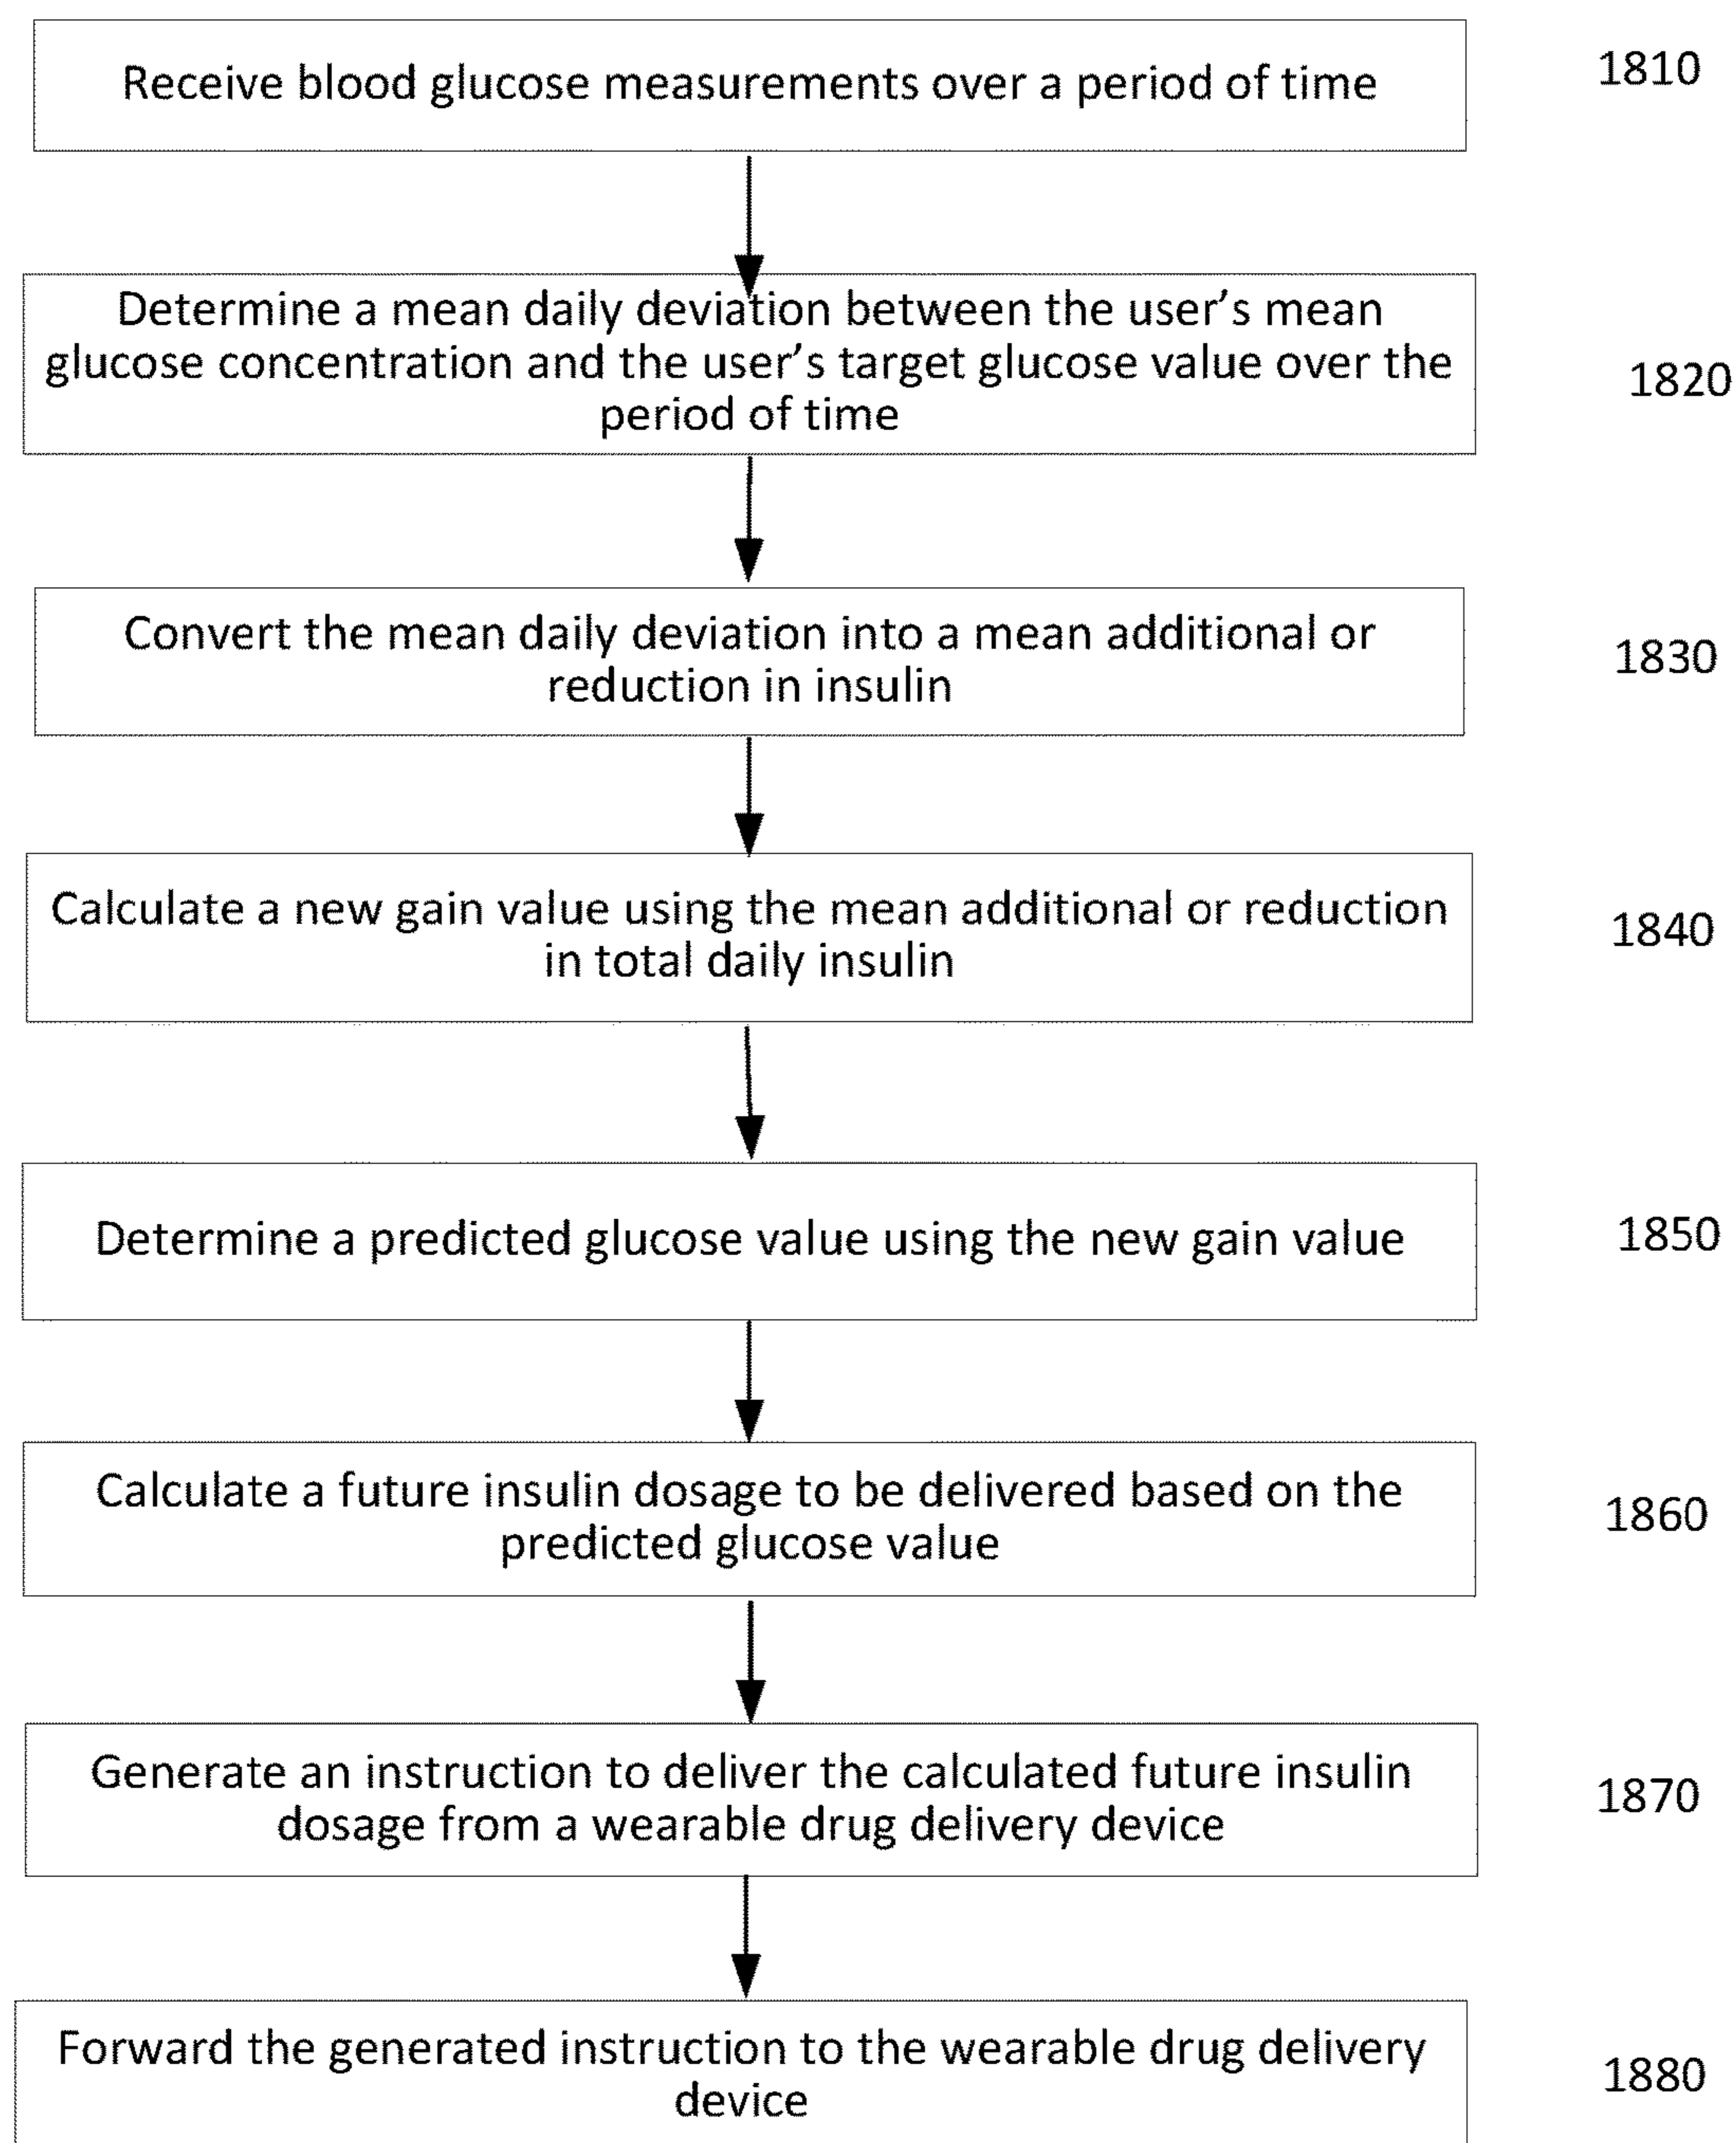 Receive blood glucose measurements over a period of time
1810
Determine a mean daily deviation between the user’s mean
glucose concentration and the user’s target glucose value over the
period of time
1820
Convert the mean daily deviation into a mean additional or
reduction in insulin
1830
Calculate a new gain value using the mean additional or reduction
in total daily insulin
1840
Determine a predicted glucose value using the new gain value
1850
Calculate a future insulin dosage to be delivered based on the
predicted glucose value
1860
Generate an instruction to deliver the calculated future insulin
dosage from a wearable drug delivery device
1870
Forward the generated instruction to the wearable drug delivery
device
1880